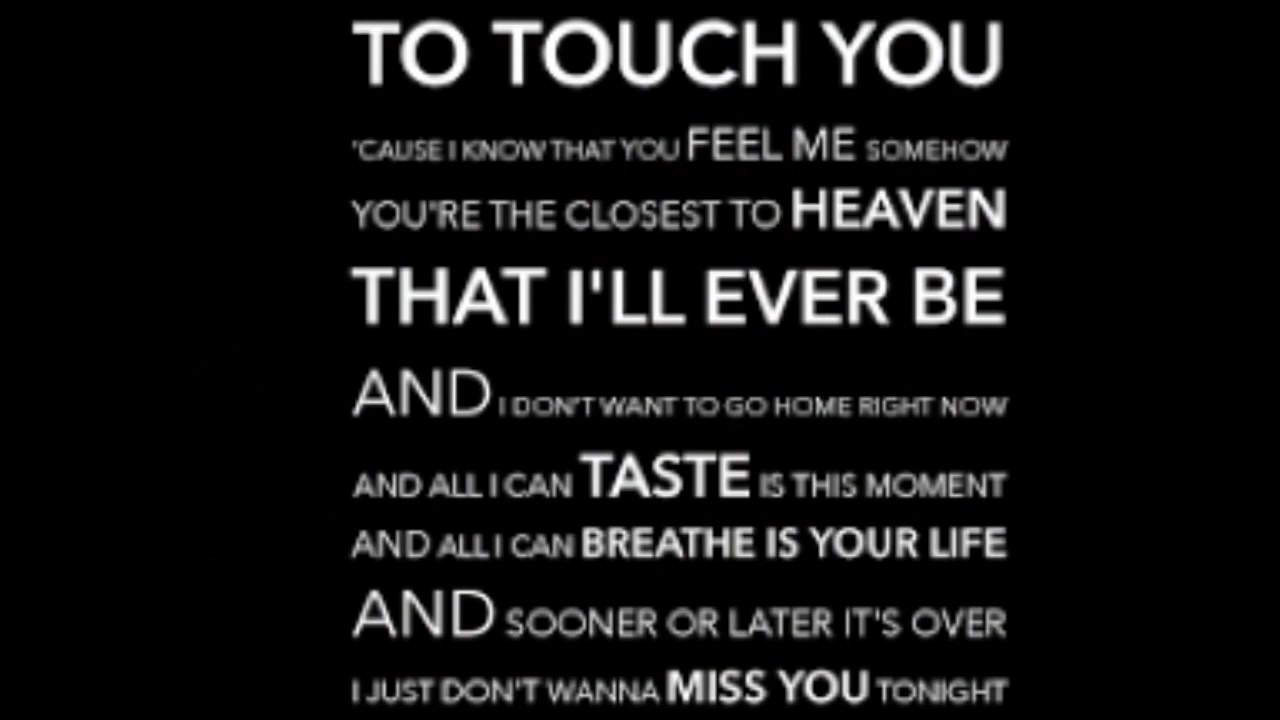 TO TOUCH YOU
'CAUSE I KNOW THAT YOU FEEL ME SOMEHOW
YOU'RE THE CLOSEST TO HEAVEN
THAT I'LL EVER BE
AND I DON'T WANT TO GO HOME RIGHT NOW
AND ALL I CAN TASTE IS THIS MOMENT
AND ALL I CAN BREATHE IS YOUR LIFE
AND SOONER OR LATER IT'S OVER
I JUST DON'T WANNA MISS YOU TONIGHT